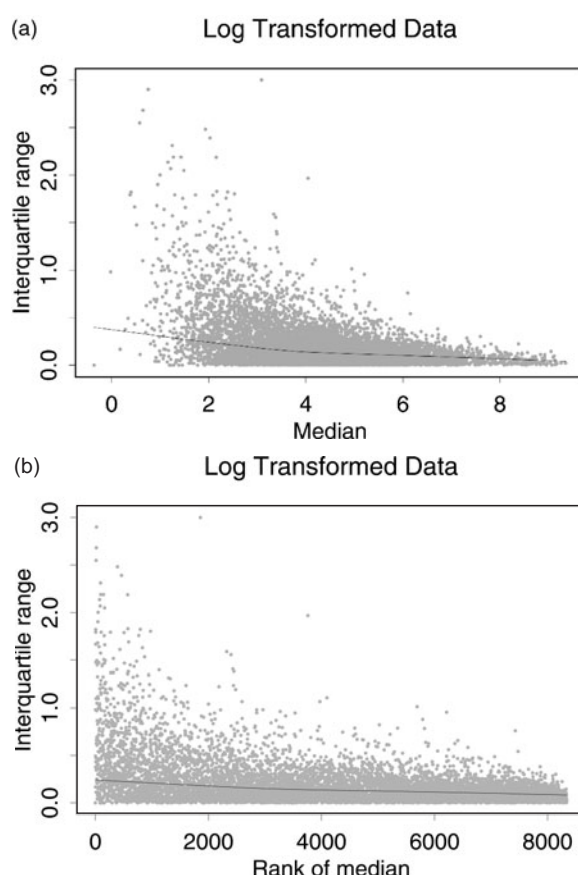 (a)
Log Transformed Data
Interquartile range
3.0
2.0
1.0
0.0
0 2 4 6 8
Median
(b)
Log Transformed Data
Interquartile range
3.0
2.0
1.0
0.0
0 2000 4000 6000 8000
Rank of median